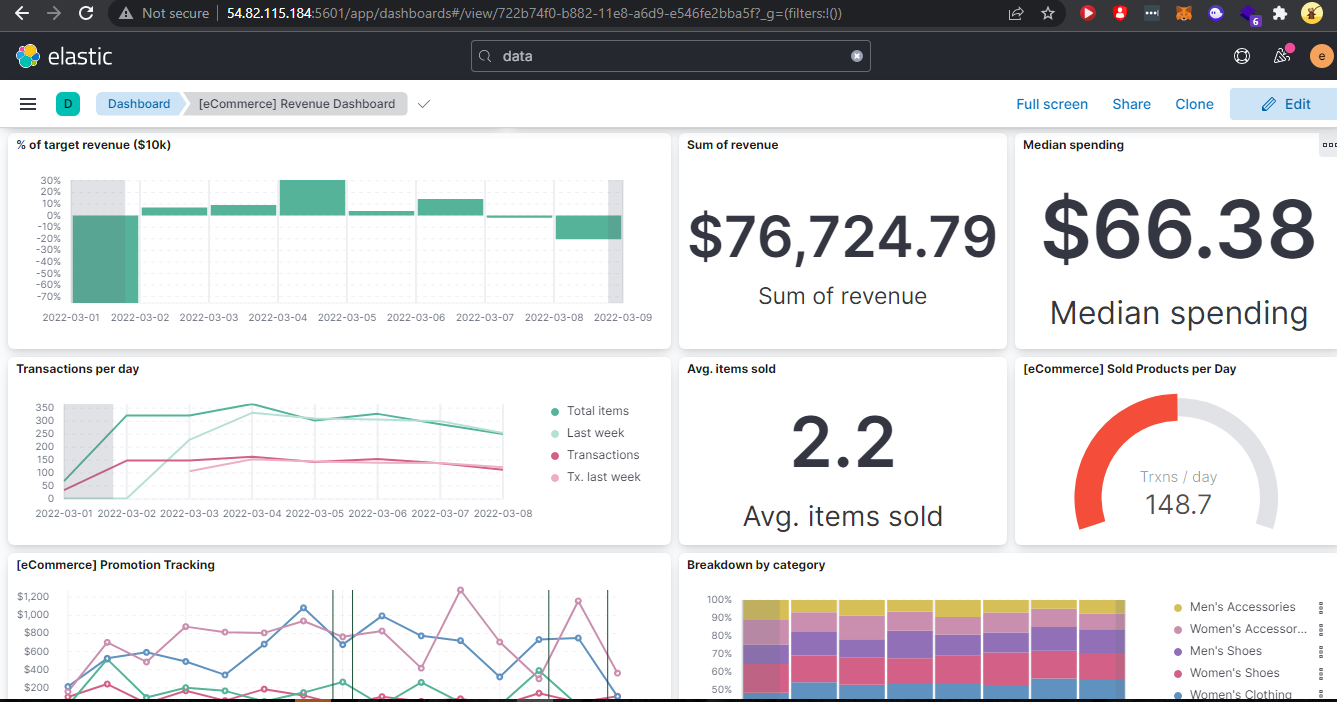 Not secure 54.82.115.184:5601/app/dashboards#/view/722b74f0-b882-11e8-a6d9-e546fe2bba5f?_g=(filters:!())
6
elastic
data
e
D
Dashboard
[eCommerce] Revenue Dashboard
Full screen
Share
Clone
Edit
% of target revenue ($10k)
30%
20%
10%
0%
-10%
-20%
-30%
-40%
-50%
-60%
-70%
2022-03-01 2022-03-02 2022-03-03 2022-03-04 2022-03-05 2022-03-06 2022-03-07 2022-03-08 2022-03-09
Sum of revenue
$76,724.79
Sum of revenue
Median spending
$66.38
Median spending
Transactions per day
350
300
250
200
150
100
50
0
2022-03-01 2022-03-02 2022-03-03 2022-03-04 2022-03-05 2022-03-06 2022-03-07 2022-03-08
Total items
Last week
Transactions
Tx. last week
Avg. items sold
2.2
Avg. items sold
[eCommerce] Sold Products per Day
Trxns / day
148.7
[eCommerce] Promotion Tracking
$1,200
$1,000
$800
$600
$400
$200
Breakdown by category
100%
90%
80%
70%
60%
50%
Men's Accessories
Women's Accessor...
Men's Shoes
Women's Shoes
Women's Clothing